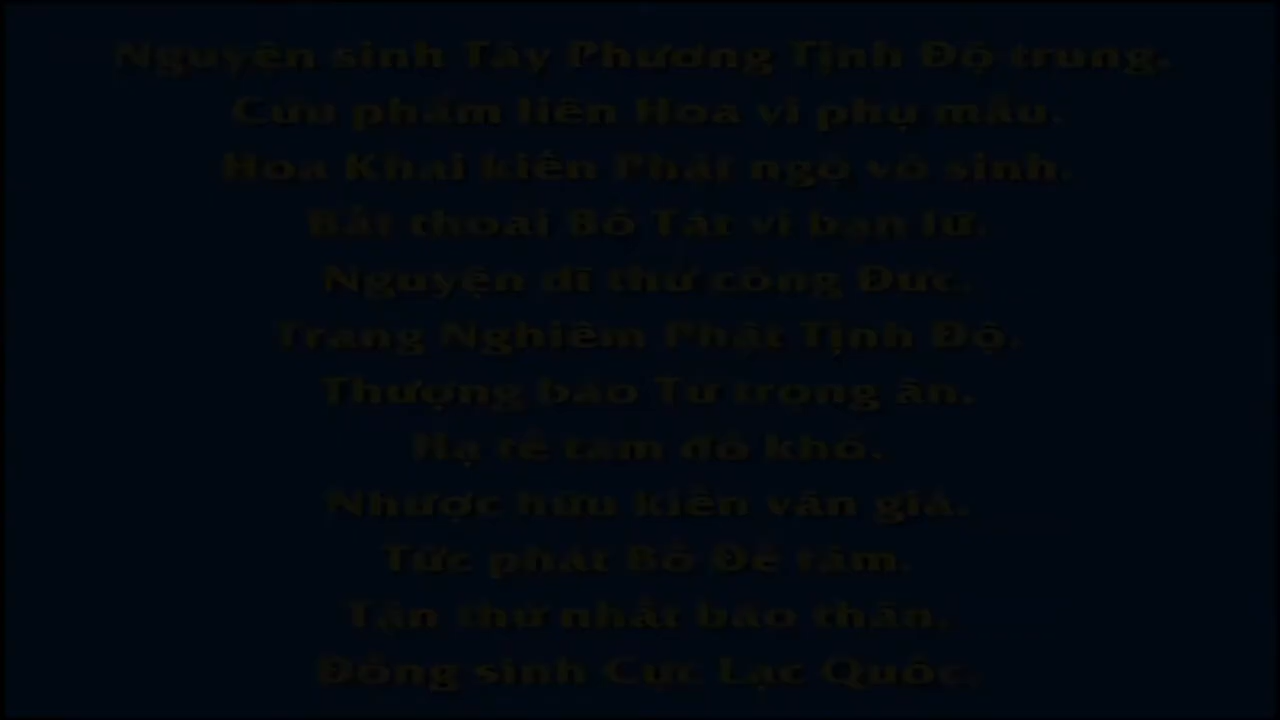 Nguyện sinh Tây Phương Tịnh Độ trung.
Cửu phẩm liên Hoa vi phụ mẫu.
Hoa Khai kiến Phật ngộ vô sinh.
Bất thoái Bồ Tát vi bạn lữ.
Nguyện dĩ thử công Đức.
Trang Nghiêm Phật Tịnh Độ.
Thượng báo Tứ trọng ân.
Hạ tế tam đồ khổ.
Nhược hữu kiến văn giả.
Tức phát Bồ Đề tâm.
Tận thử nhất báo thân.
Đồng sinh Cực Lạc Quốc.